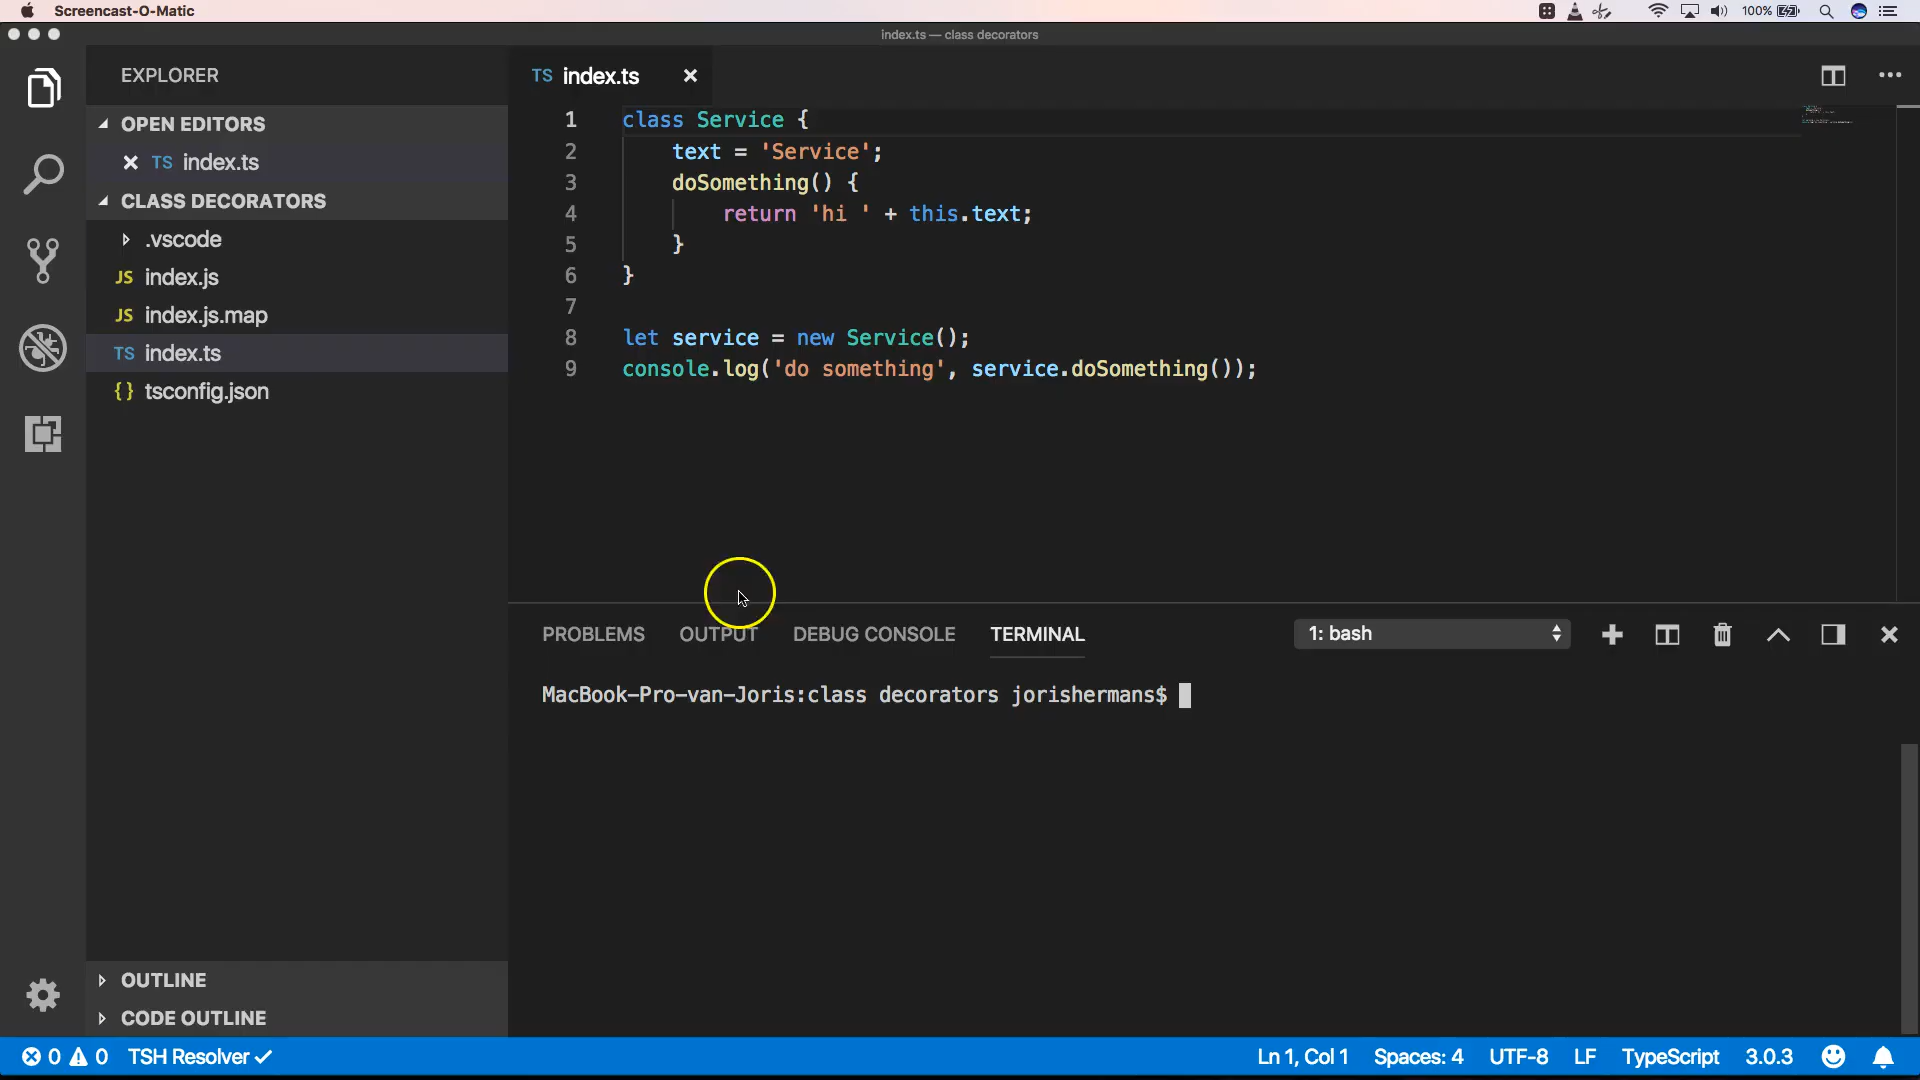 Screencast-O-Matic
100%
index.ts — class decorators
EXPLORER
OPEN EDITORS
TS index.ts
CLASS DECORATORS
.vscode
JS index.js
JS index.js.map
TS index.ts
{} tsconfig.json
OUTLINE
CODE OUTLINE
TS index.ts
1 class Service {
2 text = 'Service';
3 doSomething() {
4 return 'hi ' + this.text;
5 }
6 }
7
8 let service = new Service();
9 console.log('do something', service.doSomething());
PROBLEMS OUTPUT DEBUG CONSOLE TERMINAL
1: bash
MacBook-Pro-van-Joris:class decorators jorishermans$
0 0 TSH Resolver
Ln 1, Col 1 Spaces: 4 UTF-8 LF TypeScript 3.0.3